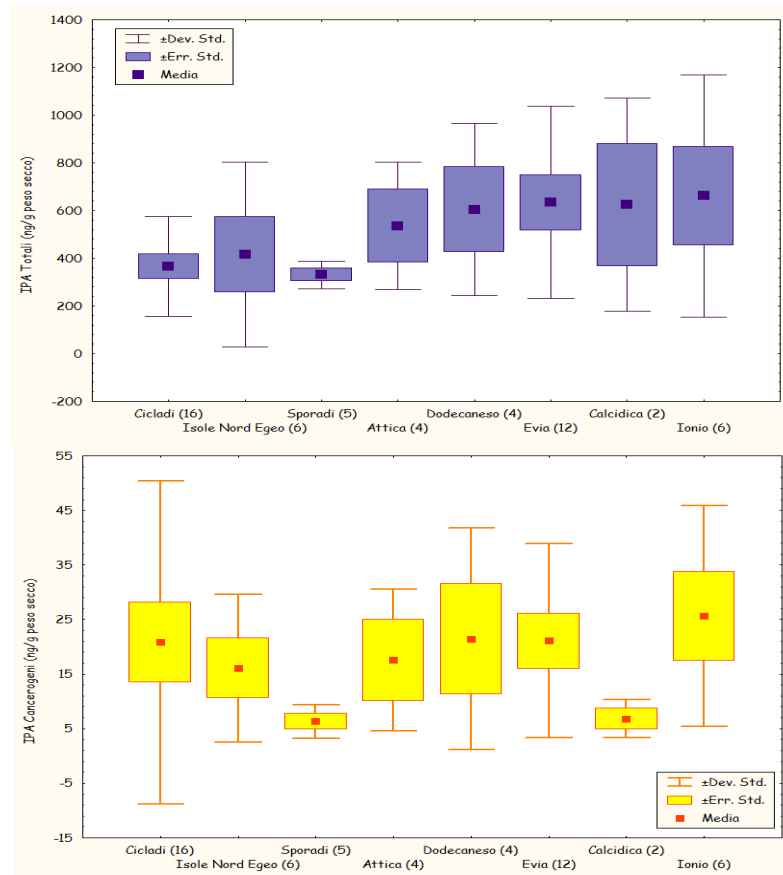 1400
1200
1000
800
600
400
200
0
-200
IPA Totali (ng/g peso secco)
±Dev. Std.
±Err. Std.
Media
Cicladi (16)
Sporadi (5)
Dodecaneso (4)
Calcidica (2)
Isole Nord Egeo (6)
Attica (4)
Evia (12)
Ionio (6)
55
45
35
25
15
5
-5
-15
IPA Cancerogeni (ng/g peso secco)
±Dev. Std.
±Err. Std.
Media
Cicladi (16)
Sporadi (5)
Dodecaneso (4)
Calcidica (2)
Isole Nord Egeo (6)
Attica (4)
Evia (12)
Ionio (6)